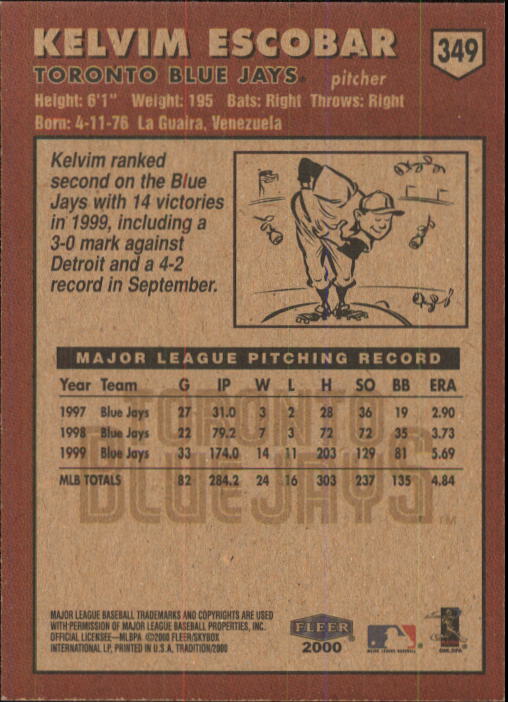 KELVIM ESCOBAR
349
TORONTO BLUE JAYS. pitcher
Height: 6'1" Weight: 195 Bats: Right Throws: Right
Born: 4-11-76 La Guaira, Venezuela
Kelvim ranked
second on the Blue
Jays with 14 victories
in 1999, including a
3-0 mark against
Detroit and a 4-2
record in September.
MAJOR LEAGUE PITCHING RECORD
Year Team G IP W L H SO BB ERA
1997 Blue Jays 27 31.0 3 2 28 36 19 2.90
1998 Blue Jays 22 79.2 7 3 72 72 35 3.73
1999 Blue Jays 33 174.0 14 11 203 129 81 5.69
MLB TOTALS 82 284.2 24 16 303 237 135 4.84
TORONTO
BLUE JAYS TM
MAJOR LEAGUE BASEBALL TRADEMARKS AND COPYRIGHTS ARE USED
WITH PERMISSION OF MAJOR LEAGUE BASEBALL PROPERTIES, INC.
OFFICIAL LICENSEE—MLBPA ©2000 FLEER/SKYBOX
INTERNATIONAL LP, PRINTED IN U.S.A. TRADITION/2000
FLEER
2000
MAJOR LEAGUE BASEBALL
©MLBPA